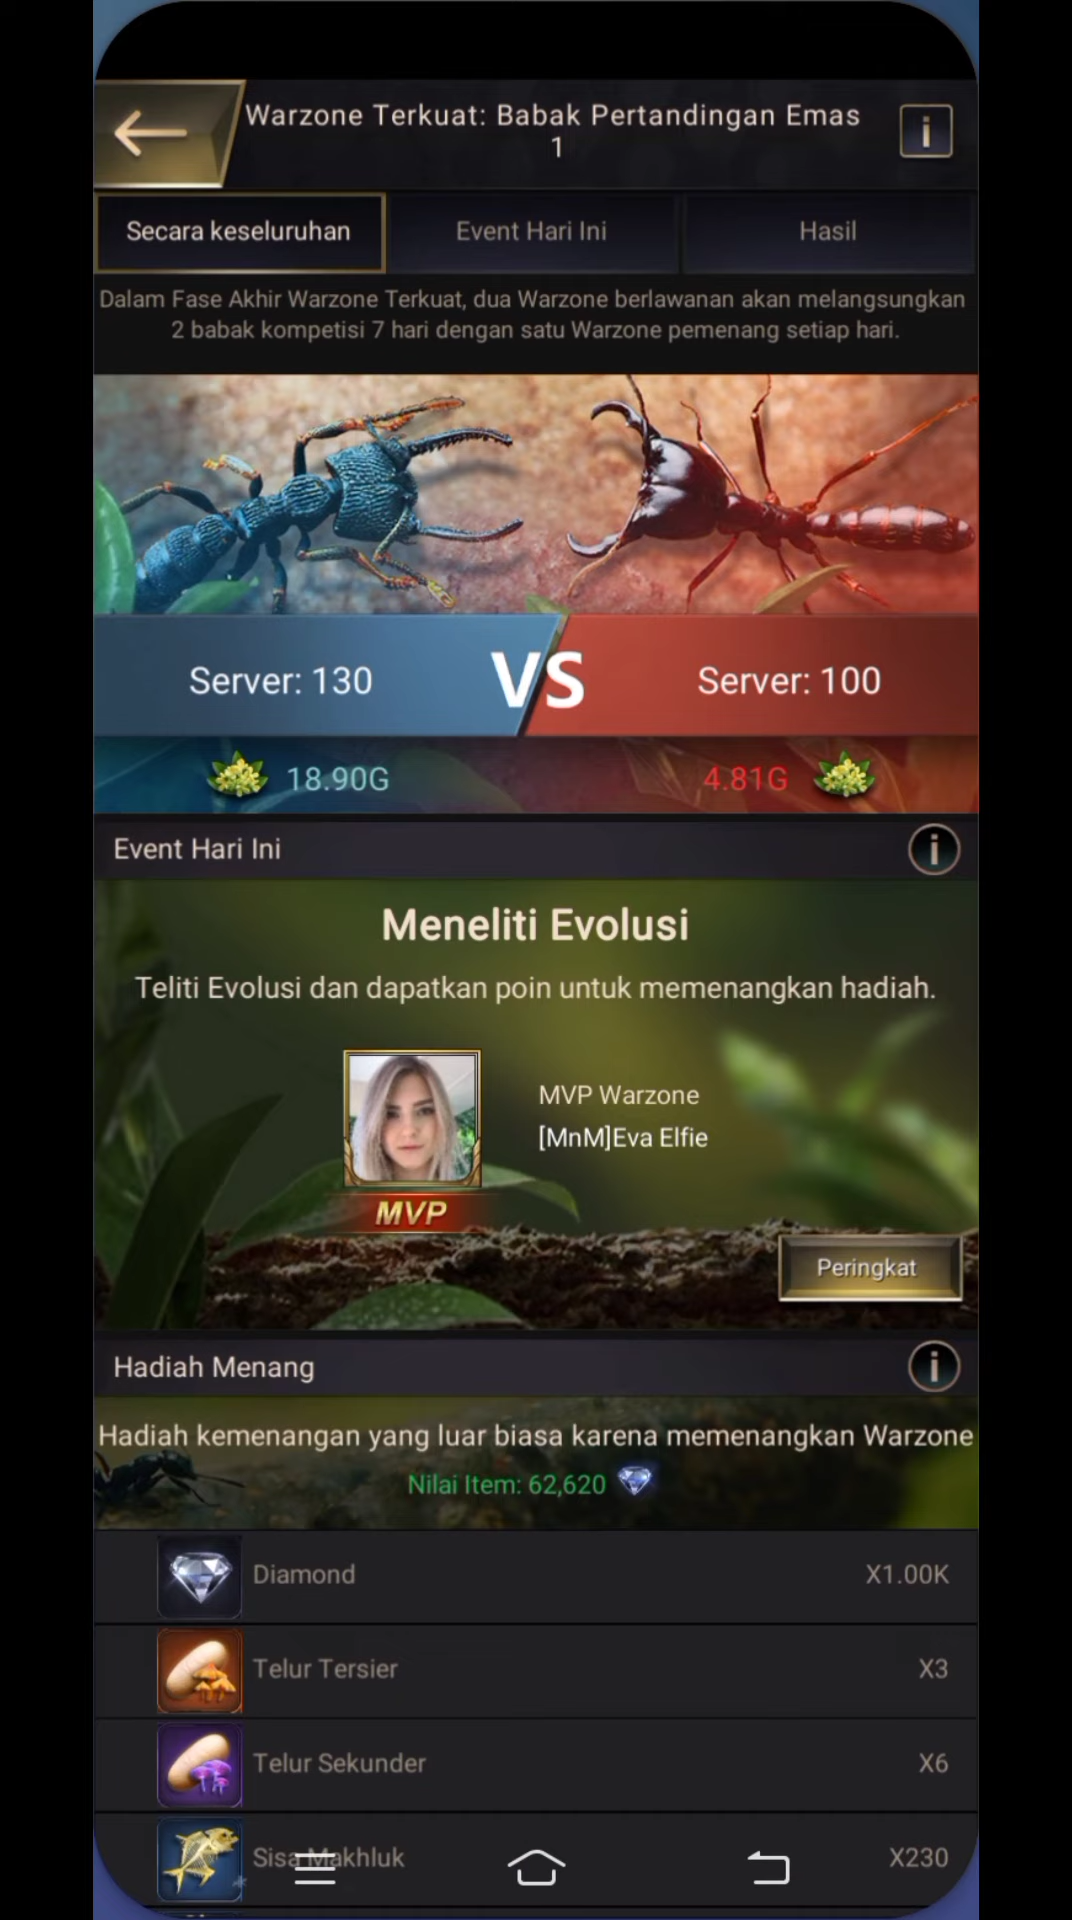 Warzone Terkuat: Babak Pertandingan Emas
1
i
Secara keseluruhan
Event Hari Ini
Hasil
Dalam Fase Akhir Warzone Terkuat, dua Warzone berlawanan akan melangsungkan
2 babak kompetisi 7 hari dengan satu Warzone pemenang setiap hari.
Server: 130
VS
Server: 100
18.90G
4.81G
Event Hari Ini
i
Meneliti Evolusi
Teliti Evolusi dan dapatkan poin untuk memenangkan hadiah.
MVP Warzone
[MnM]Eva Elfie
MVP
Peringkat
Hadiah Menang
i
Hadiah kemenangan yang luar biasa karena memenangkan Warzone
Nilai Item: 62,620
Diamond X1.00K
Telur Tersier X3
Telur Sekunder X6
Sisa Makhluk X230